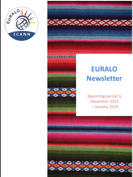 EURALO
ICANN
EURALO
Newsletter
Reporting period is
December 2022
– January 2023